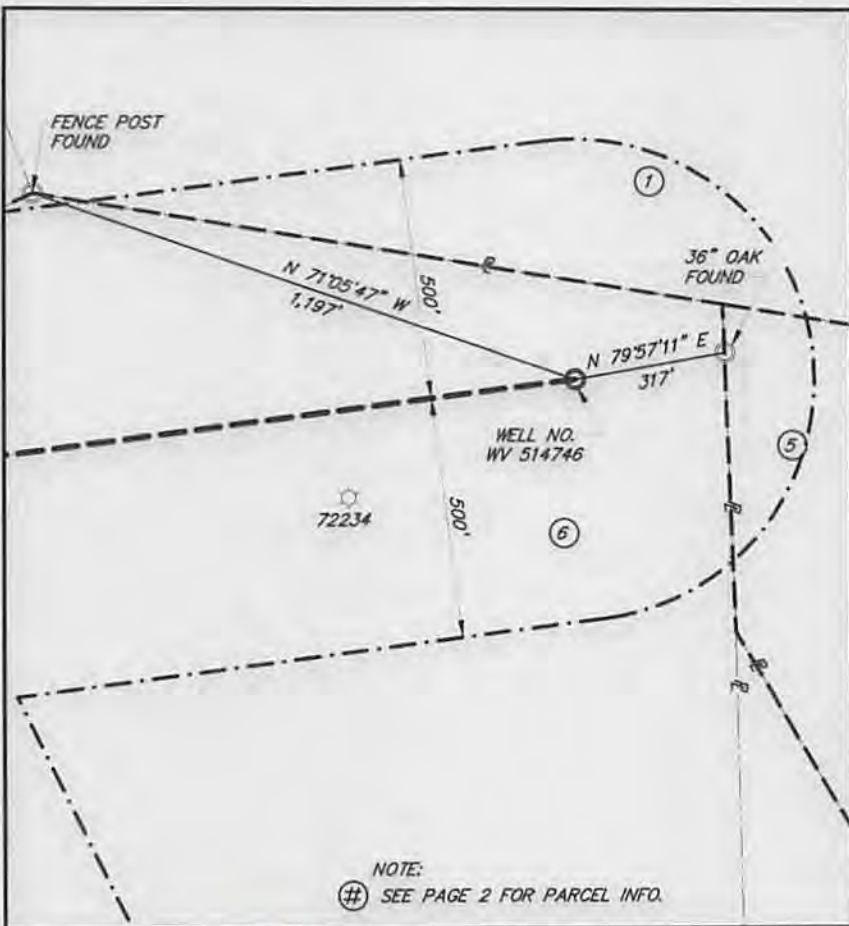 FENCE POST
FOUND
1
36" OAK
FOUND
N 71°05'47" W
1,197'
500'
N 79°57'11" E
317'
WELL NO.
WV 514746
5
72234
500'
6
NOTE:
# SEE PAGE 2 FOR PARCEL INFO.